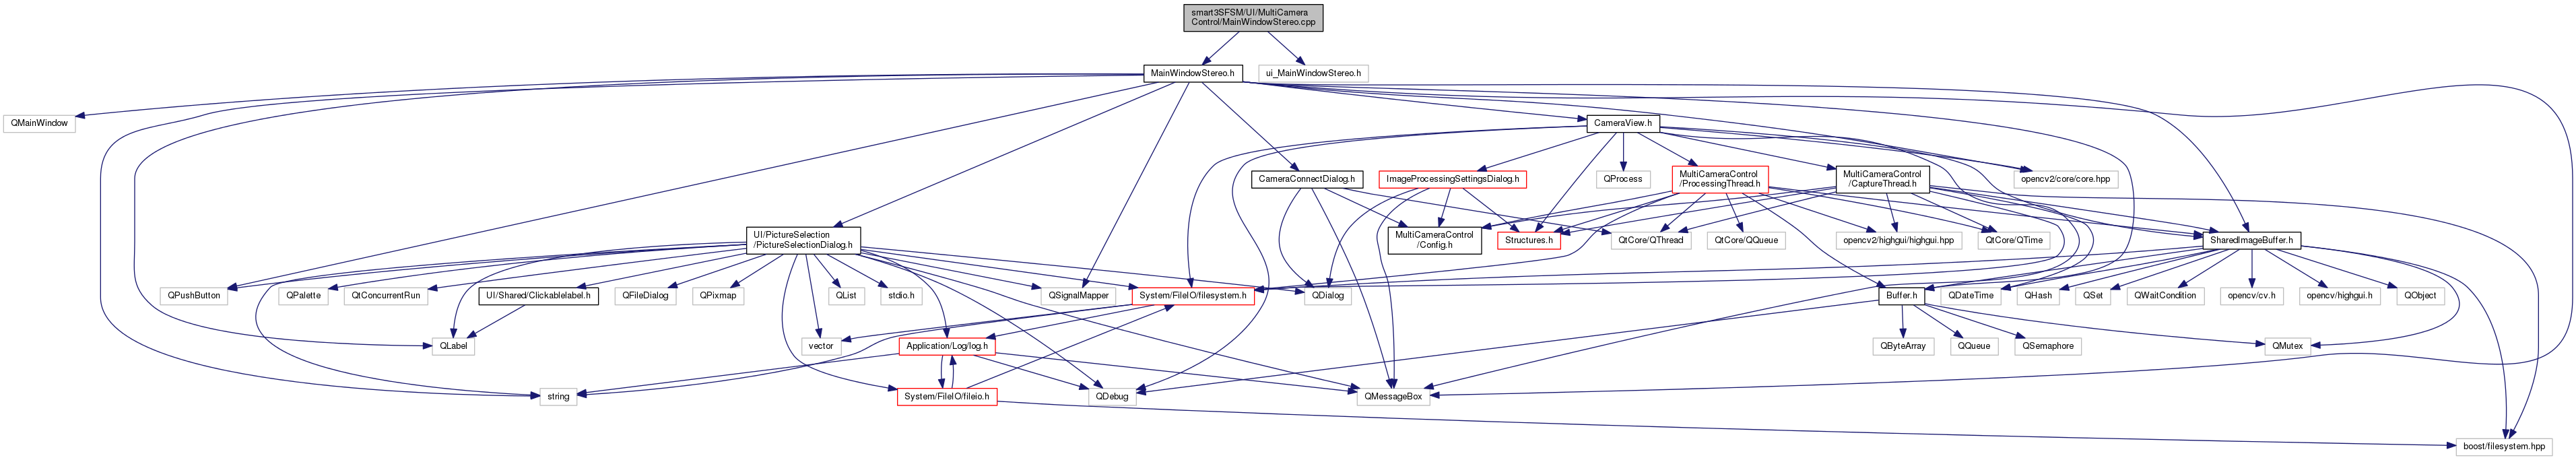 smart3SFSM/UI/MultiCamera
Control/MainWindowStereo.cpp
MainWindowStereo.h
ui_MainWindowStereo.h
QMainWindow
CameraView.h
CameraConnectDialog.h
ImageProcessingSettingsDialog.h
QProcess
MultiCameraControl
/ProcessingThread.h
MultiCameraControl
/CaptureThread.h
opencv2/core/core.hpp
UI/PictureSelection
/PictureSelectionDialog.h
MultiCameraControl
/Config.h
Structures.h
QtCore/QThread
QtCore/QQueue
opencv2/highgui/highgui.hpp
QtCore/QTime
SharedImageBuffer.h
QPushButton
QPalette
QtConcurrentRun
UI/Shared/Clickablelabel.h
QFileDialog
QPixmap
QList
stdio.h
QSignalMapper
System/FileIO/filesystem.h
QDialog
Buffer.h
QDateTime
QHash
QSet
QWaitCondition
opencv/cv.h
opencv/highgui.h
QObject
QLabel
vector
Application/Log/log.h
QByteArray
QQueue
QSemaphore
QMutex
string
System/FileIO/fileio.h
QDebug
QMessageBox
boost/filesystem.hpp